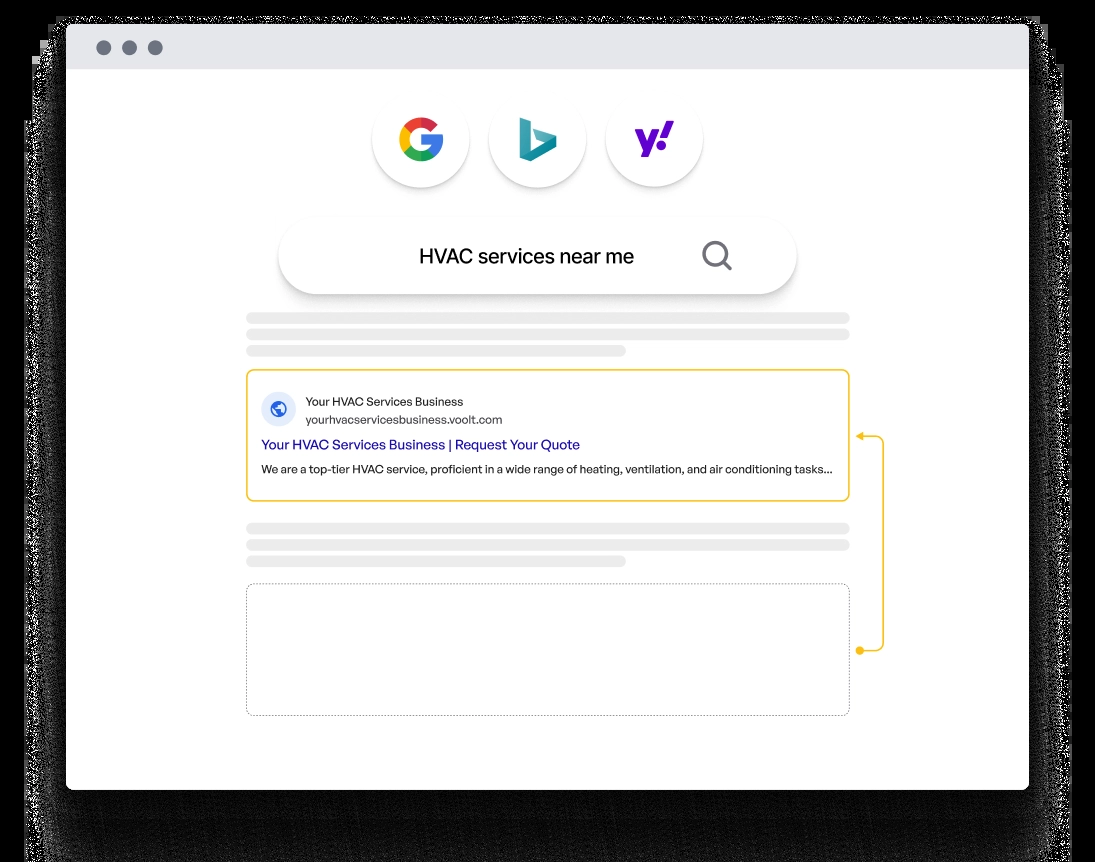 HVAC services near me
Your HVAC Services Business
yourhvacservicesbusiness.voolt.com
Your HVAC Services Business | Request Your Quote
We are a top-tier HVAC service, proficient in a wide range of heating, ventilation, and air conditioning tasks...